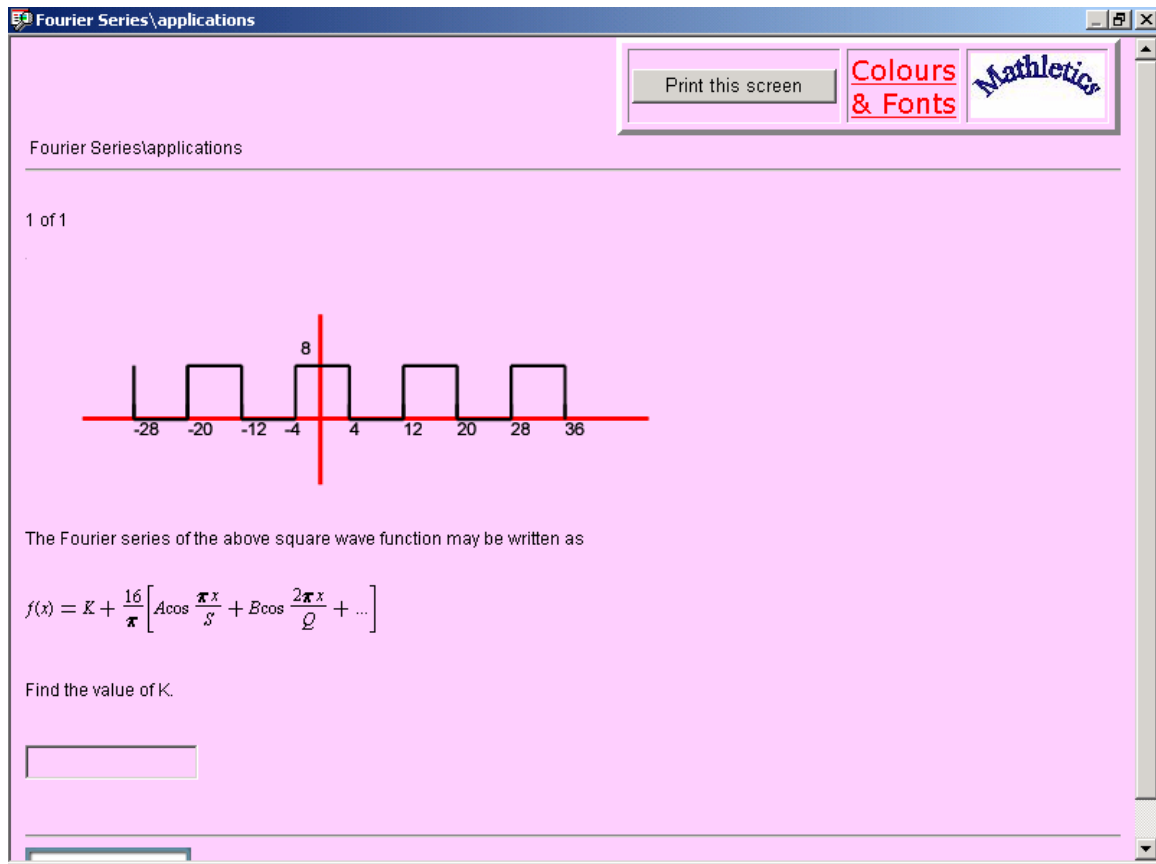 Fourier Series\applications
Print this screen
Colours
& Fonts
Mathletics
Fourier Series\applications
1 of 1
8
-28 -20 -12 -4 4 12 20 28 36
The Fourier series of the above square wave function may be written as
f(x) = K + 16/π [Acos πx/S + Bcos 2πx/Q + ...]
Find the value of K.